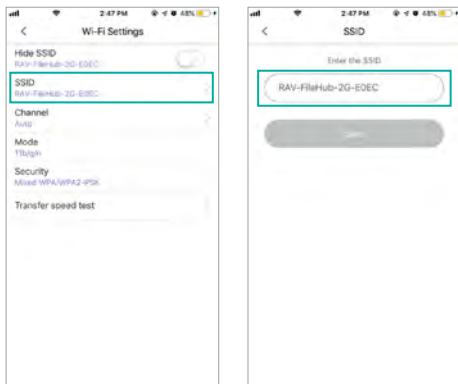 2:47 PM
48%
Wi-Fi Settings
Hide SSID
RAV-FileHub-2G-E0EC
SSID
RAV-FileHub-2G-E0EC
Channel
Auto
Mode
11b/g/n
Security
Mixed WPA/WPA2-PSK
Transfer speed test
2:47 PM
48%
SSID
Enter the SSID
RAV-FileHub-2G-E0EC